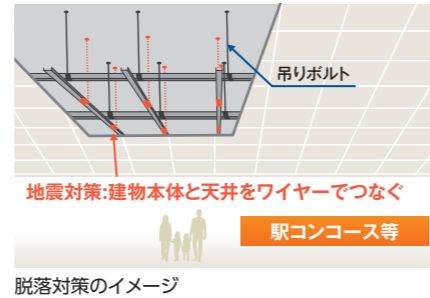 吊りボルト
地震対策:建物本体と天井をワイヤーでつなぐ
駅コンコース等
脱落対策のイメージ